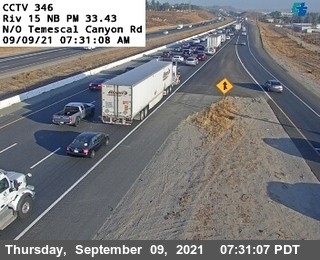 CCTV 346
Riv 15 NB PM 33.43
N/O Temescal Canyon Rd
09/09/21 07:31:08 AM
Thursday, September 09, 2021 07:31:07 PDT